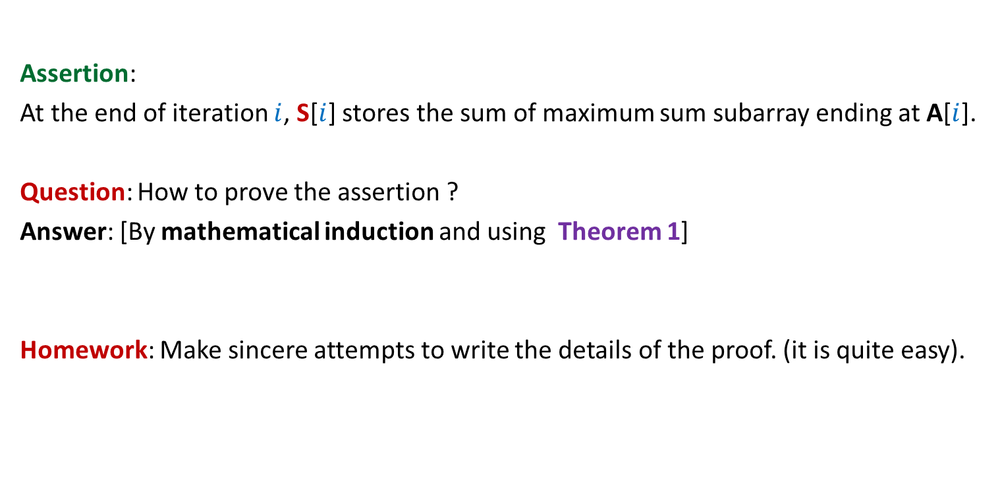 Assertion:
At the end of iteration i, S[i] stores the sum of maximum sum subarray ending at A[i].
Question: How to prove the assertion ?
Answer: [By mathematical induction and using Theorem 1]
Homework: Make sincere attempts to write the details of the proof. (it is quite easy).